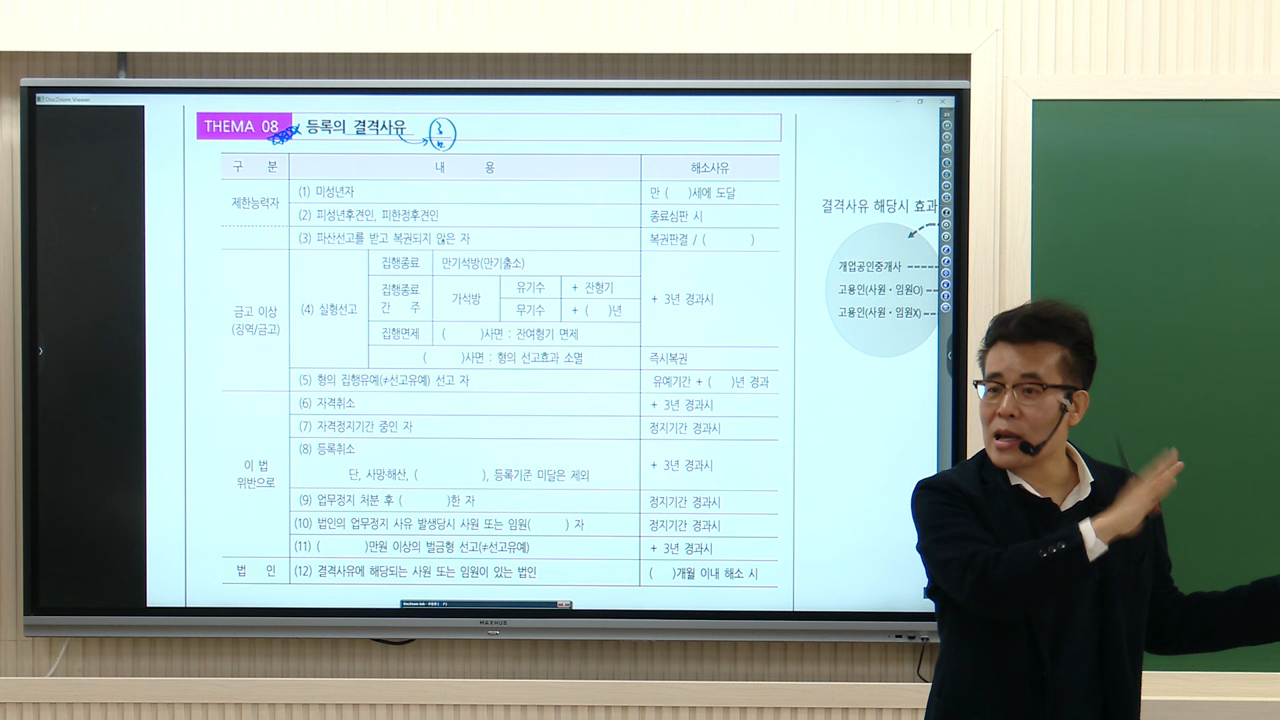 DocZoom Viewer
THEMA 08 등록의 결격사유
구 분 내 용 해소사유
제한능력자 (1) 미성년자 만 ( )세에 도달
(2) 피성년후견인, 피한정후견인 종료심판 시
(3) 파산선고를 받고 복권되지 않은 자 복권판결 / ( )
금고 이상
(징역/금고)
(4) 실형선고
집행종료 만기석방(만기출소)
집행종료
간 주
가석방
유기수 + 잔형기
무기수 + ( )년
집행면제 ( )사면 : 잔여형기 면제
+ 3년 경과시
( )사면 : 형의 선고효과 소멸 즉시복권
(5) 형의 집행유예(≠선고유예) 선고 자 유예기간 + ( )년 경과
이 법
위반으로
(6) 자격취소 + 3년 경과시
(7) 자격정지기간 중인 자 정지기간 경과시
(8) 등록취소
단, 사망·해산, ( ), 등록기준 미달은 제외
+ 3년 경과시
(9) 업무정지 처분 후 ( )한 자 정지기간 경과시
(10) 법인의 업무정지 사유 발생당시 사원 또는 임원( ) 자 정지기간 경과시
(11) ( )만원 이상의 벌금형 선고(≠선고유예) + 3년 경과시
법 인 (12) 결격사유에 해당되는 사원 또는 임원이 있는 법인 ( )개월 이내 해소 시
결격사유 해당시 효과
개업공인중개사
고용인(사원·임원O)
고용인(사원·임원X)
MAXHUB